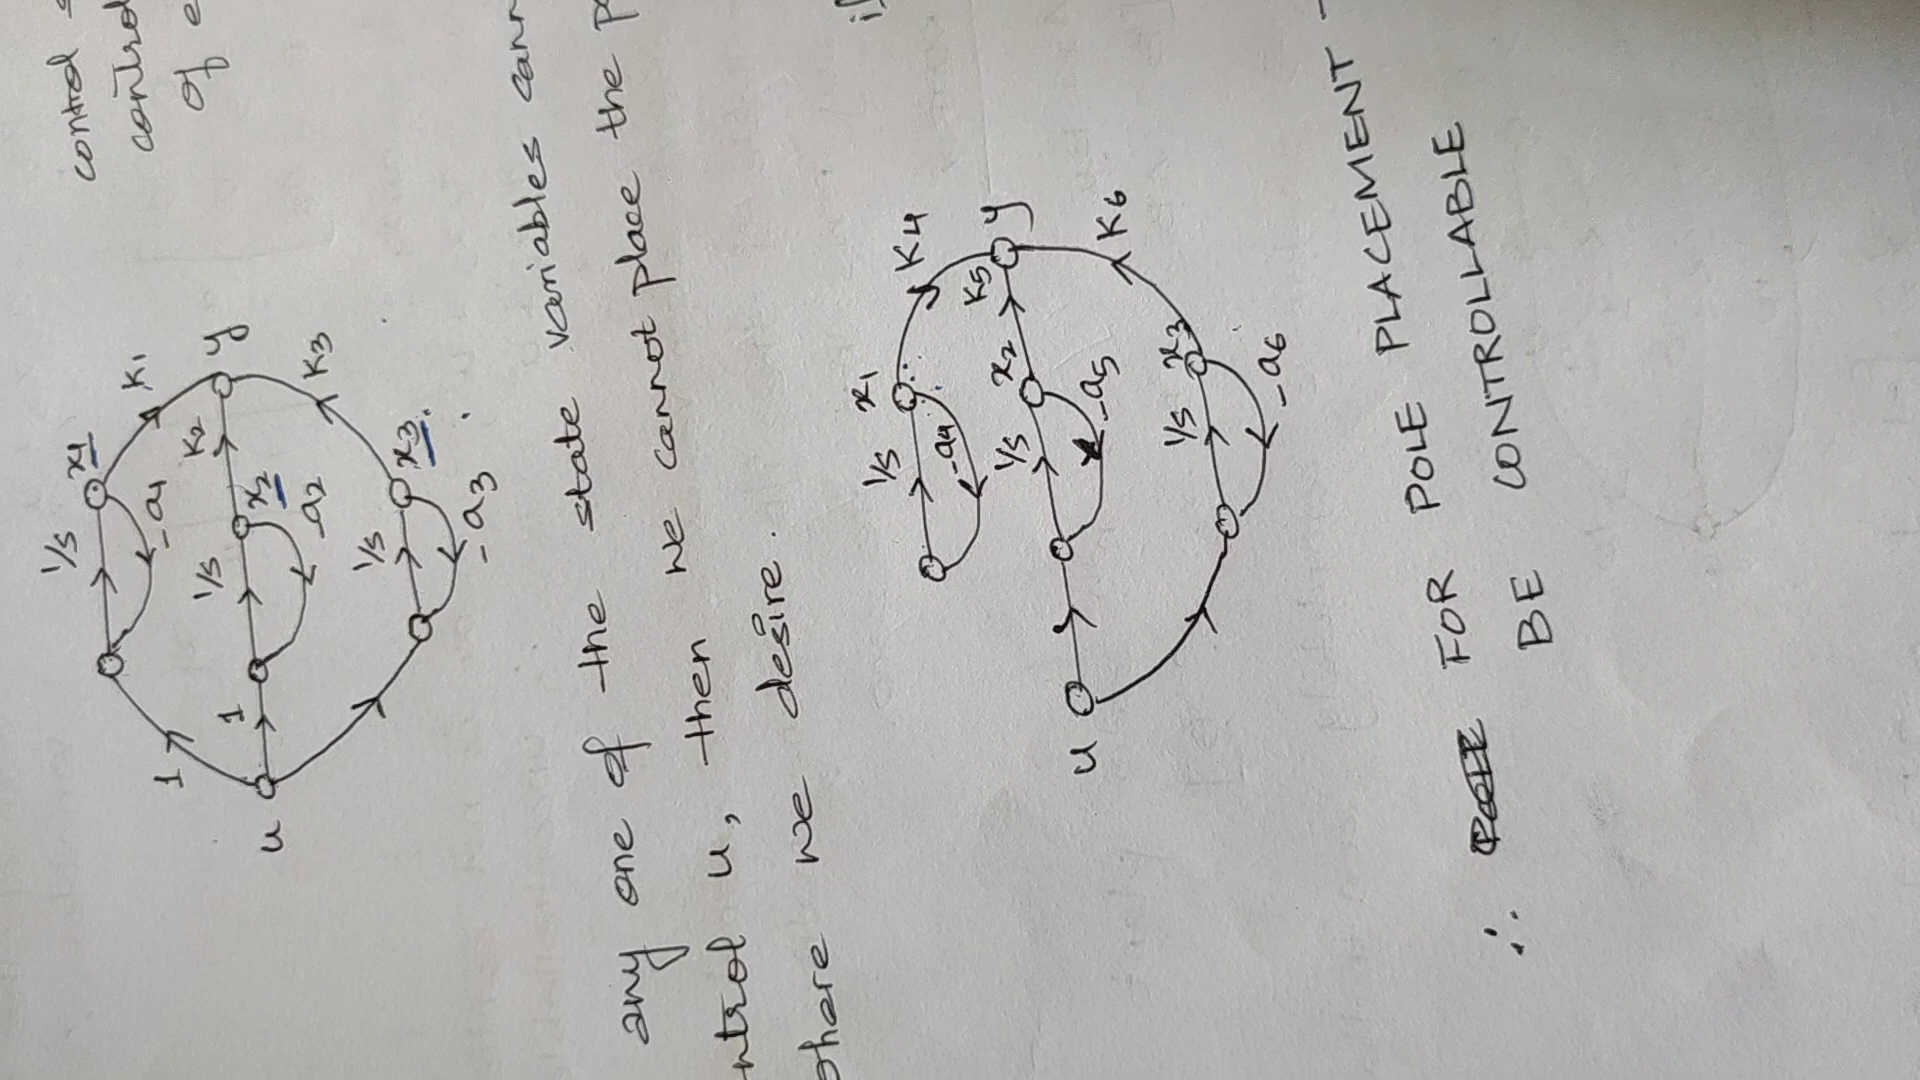 control
control
of
1/s
x1
K1
-a1
1
1/s
x2
K2
y
1
-a2
u
1/s
x3
K3
-a3
any one of the state variables
u, then we cannot place the
where we desire.
x1
K4
1/s
-a4
1/s
x2
K5
y
-a5
u
1/s
x3
K6
-a6
∴ FOR POLE PLACEMENT -
BE CONTROLLABLE